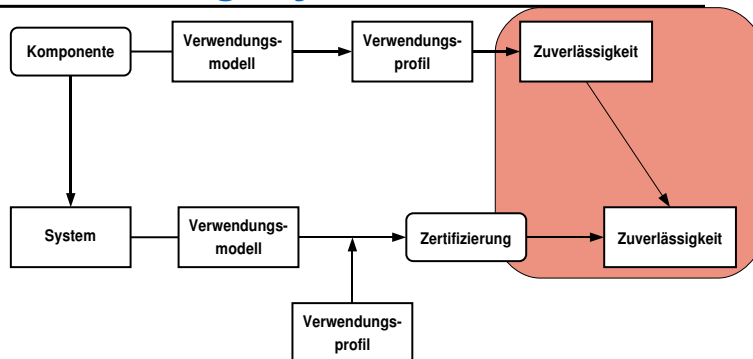 Komponente
Verwendungs-
modell
Verwendungs-
profil
Zuverlässigkeit
System
Verwendungs-
modell
Zertifizierung
Zuverlässigkeit
Verwendungs-
profil